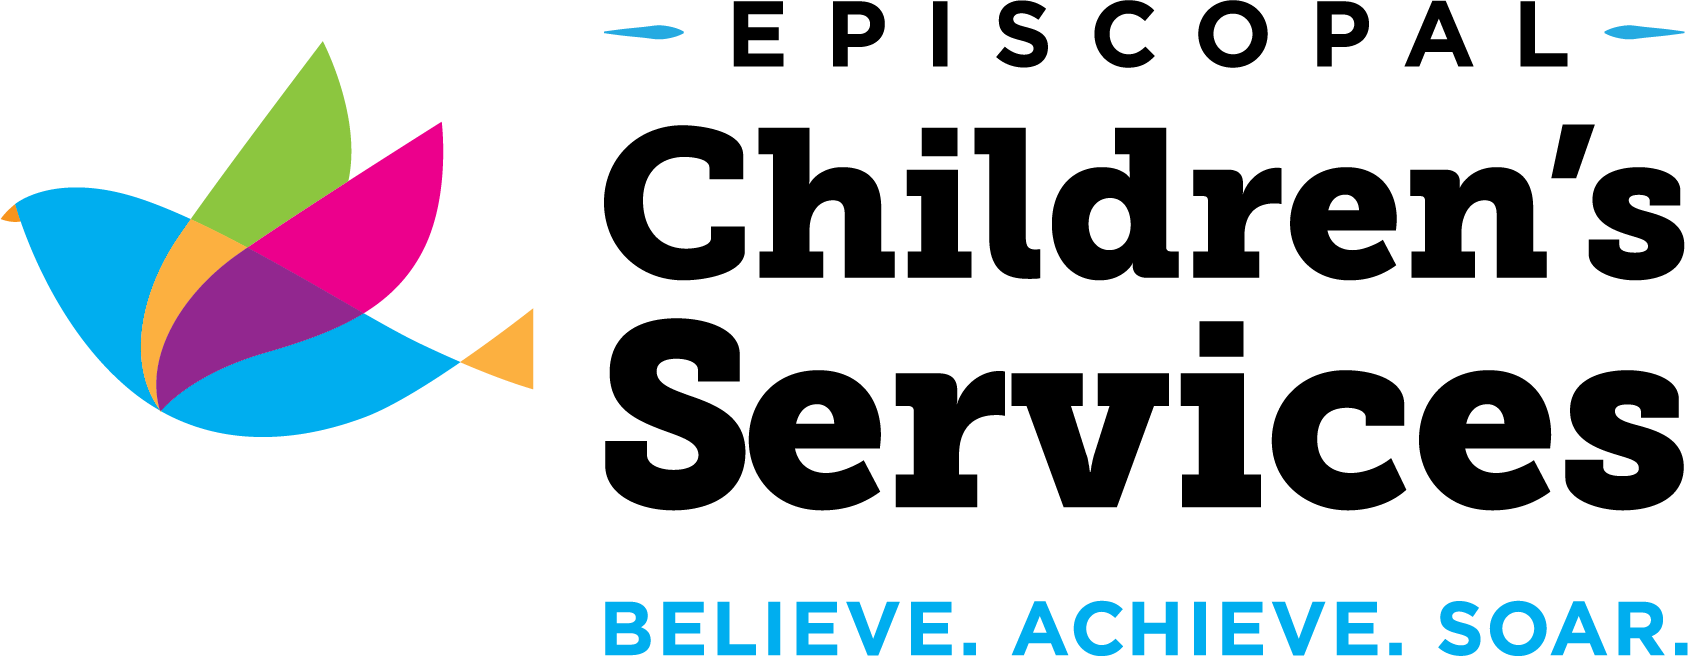 EPISCOPAL
Children’s
Services
BELIEVE. ACHIEVE. SOAR.